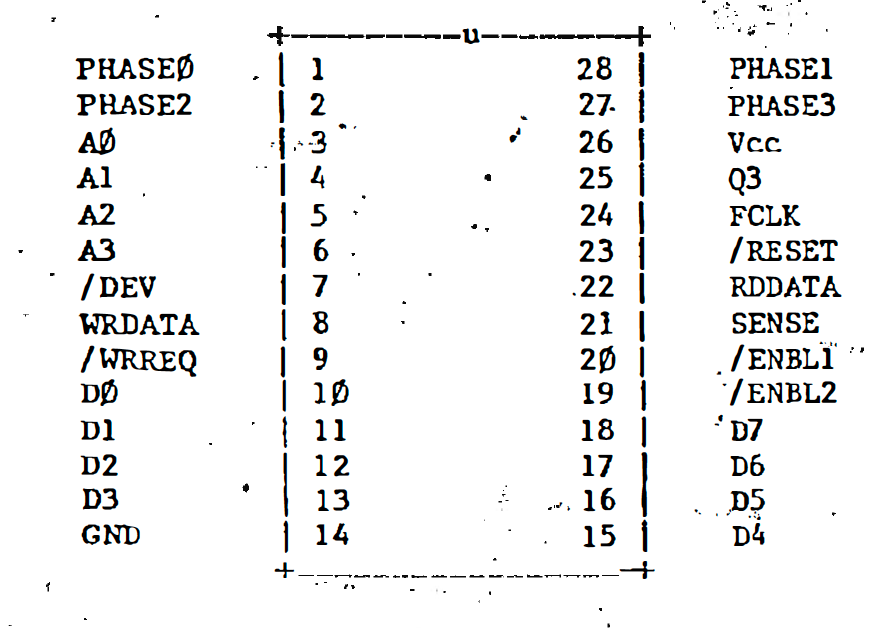 +-----------u-----------+
PHASEØ | 1 28 | PHASE1
PHASE2 | 2 27 | PHASE3
AØ | 3 26 | Vcc
A1 | 4 25 | Q3
A2 | 5 24 | FCLK
A3 | 6 23 | /RESET
/DEV | 7 22 | RDDATA
WRDATA | 8 21 | SENSE
/WRREQ | 9 2Ø | /ENBL1
DØ | 1Ø 19 | /ENBL2
D1 | 11 18 | D7
D2 | 12 17 | D6
D3 | 13 16 | D5
GND | 14 15 | D4
+-----------------------+